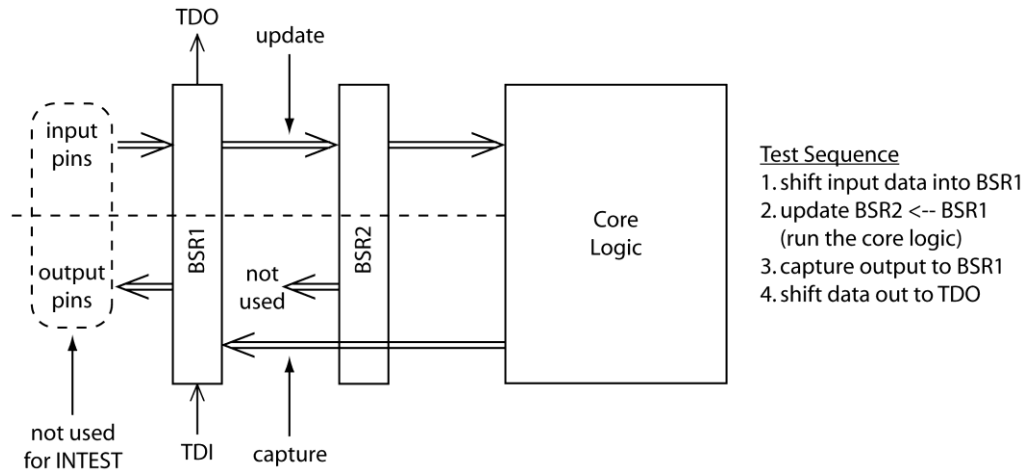 TDO
update
input
pins
BSR1
BSR2
Core
Logic
output
pins
not
used
not used
for INTEST
TDI
capture
Test Sequence
1. shift input data into BSR1
2. update BSR2 <-- BSR1
(run the core logic)
3. capture output to BSR1
4. shift data out to TDO